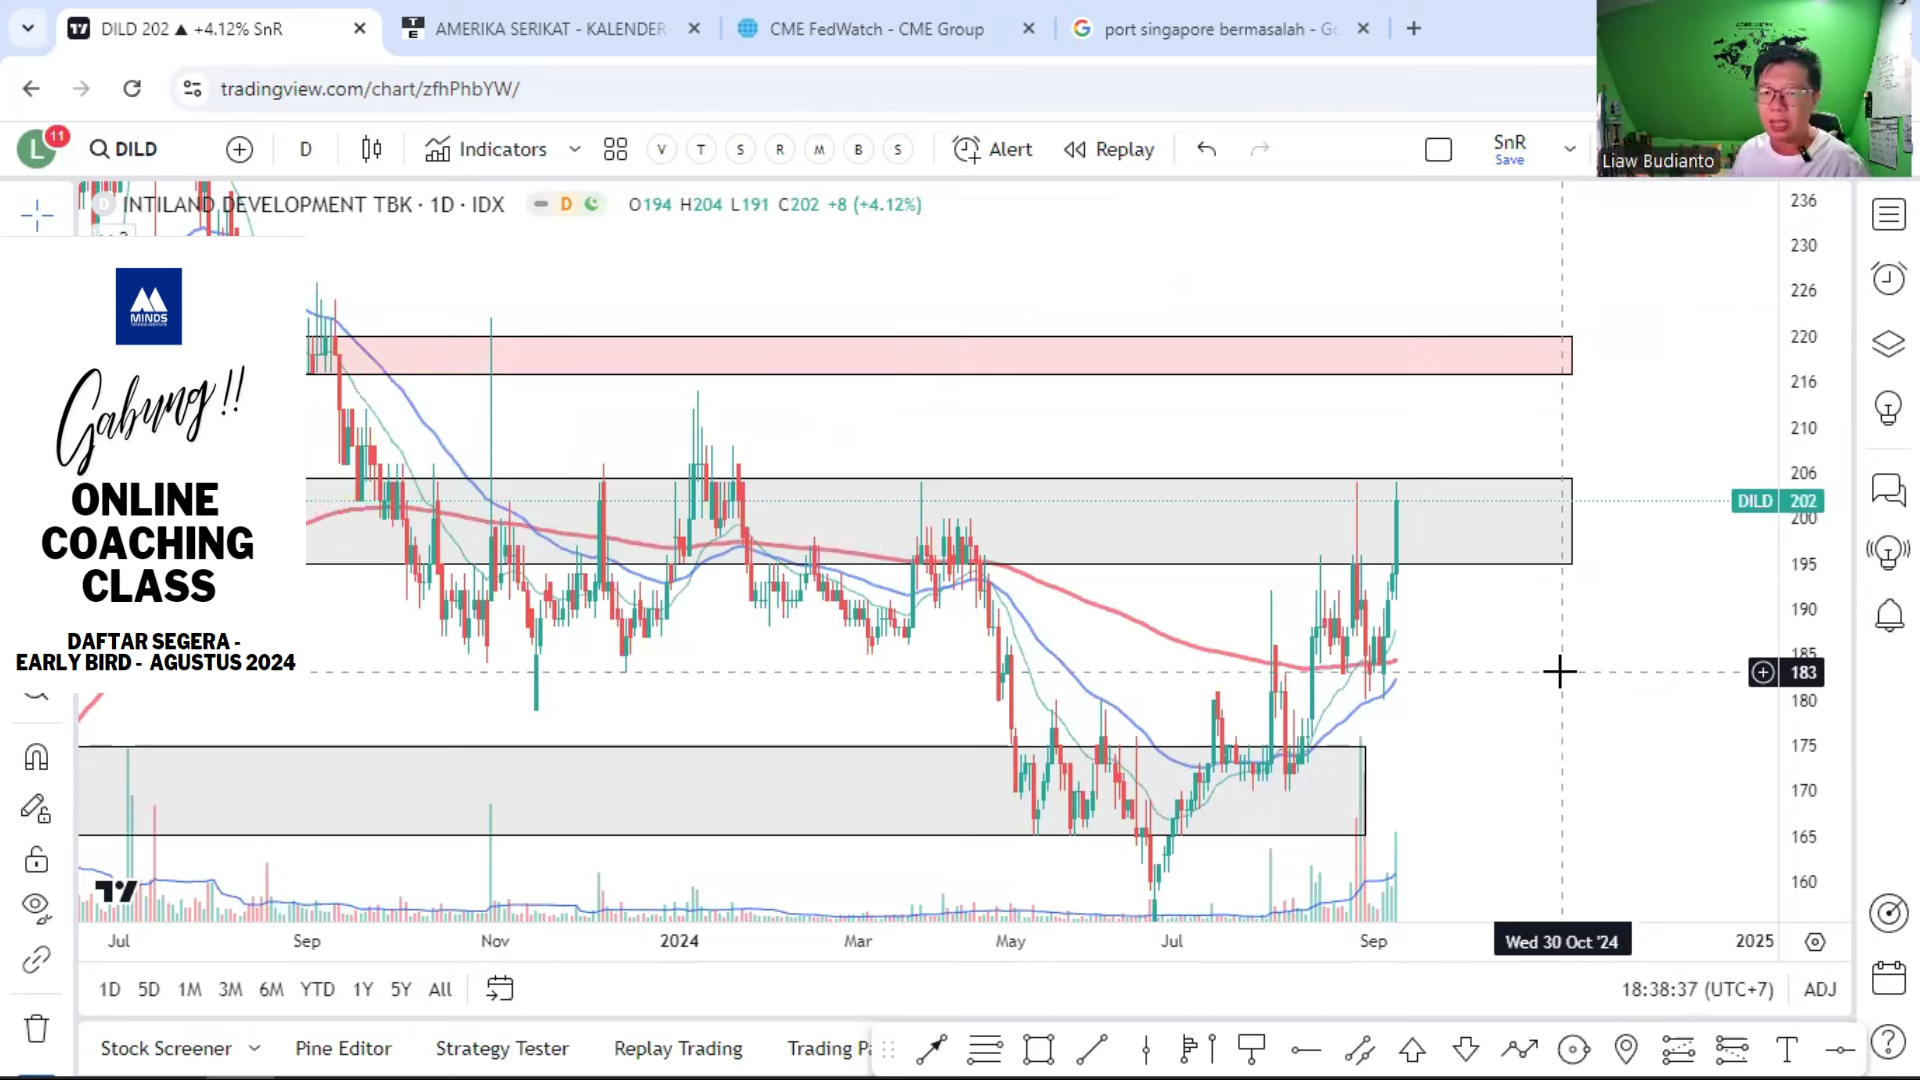 DILD 202 ▲ +4.12% SnR
AMERIKA SERIKAT - KALENDER
CME FedWatch - CME Group
port singapore bermasalah - Go
tradingview.com/chart/zfhPhbYW/
L
11
DILD
D
Indicators
V
T
S
R
M
B
S
Alert
Replay
SnR
Save
Liaw Budianto
D
INTILAND DEVELOPMENT TBK · 1D · IDX
D
O194 H204 L191 C202 +8 (+4.12%)
MINDS
Gabung !!
ONLINE
COACHING
CLASS
DAFTAR SEGERA -
EARLY BIRD - AGUSTUS 2024
236
230
226
220
216
210
206
DILD 202
200
195
190
185
183
180
175
170
165
160
Jul
Sep
Nov
2024
Mar
May
Jul
Sep
Wed 30 Oct '24
2025
1D
5D
1M
3M
6M
YTD
1Y
5Y
All
18:38:37 (UTC+7)
ADJ
Stock Screener
Pine Editor
Strategy Tester
Replay Trading
Trading Pa